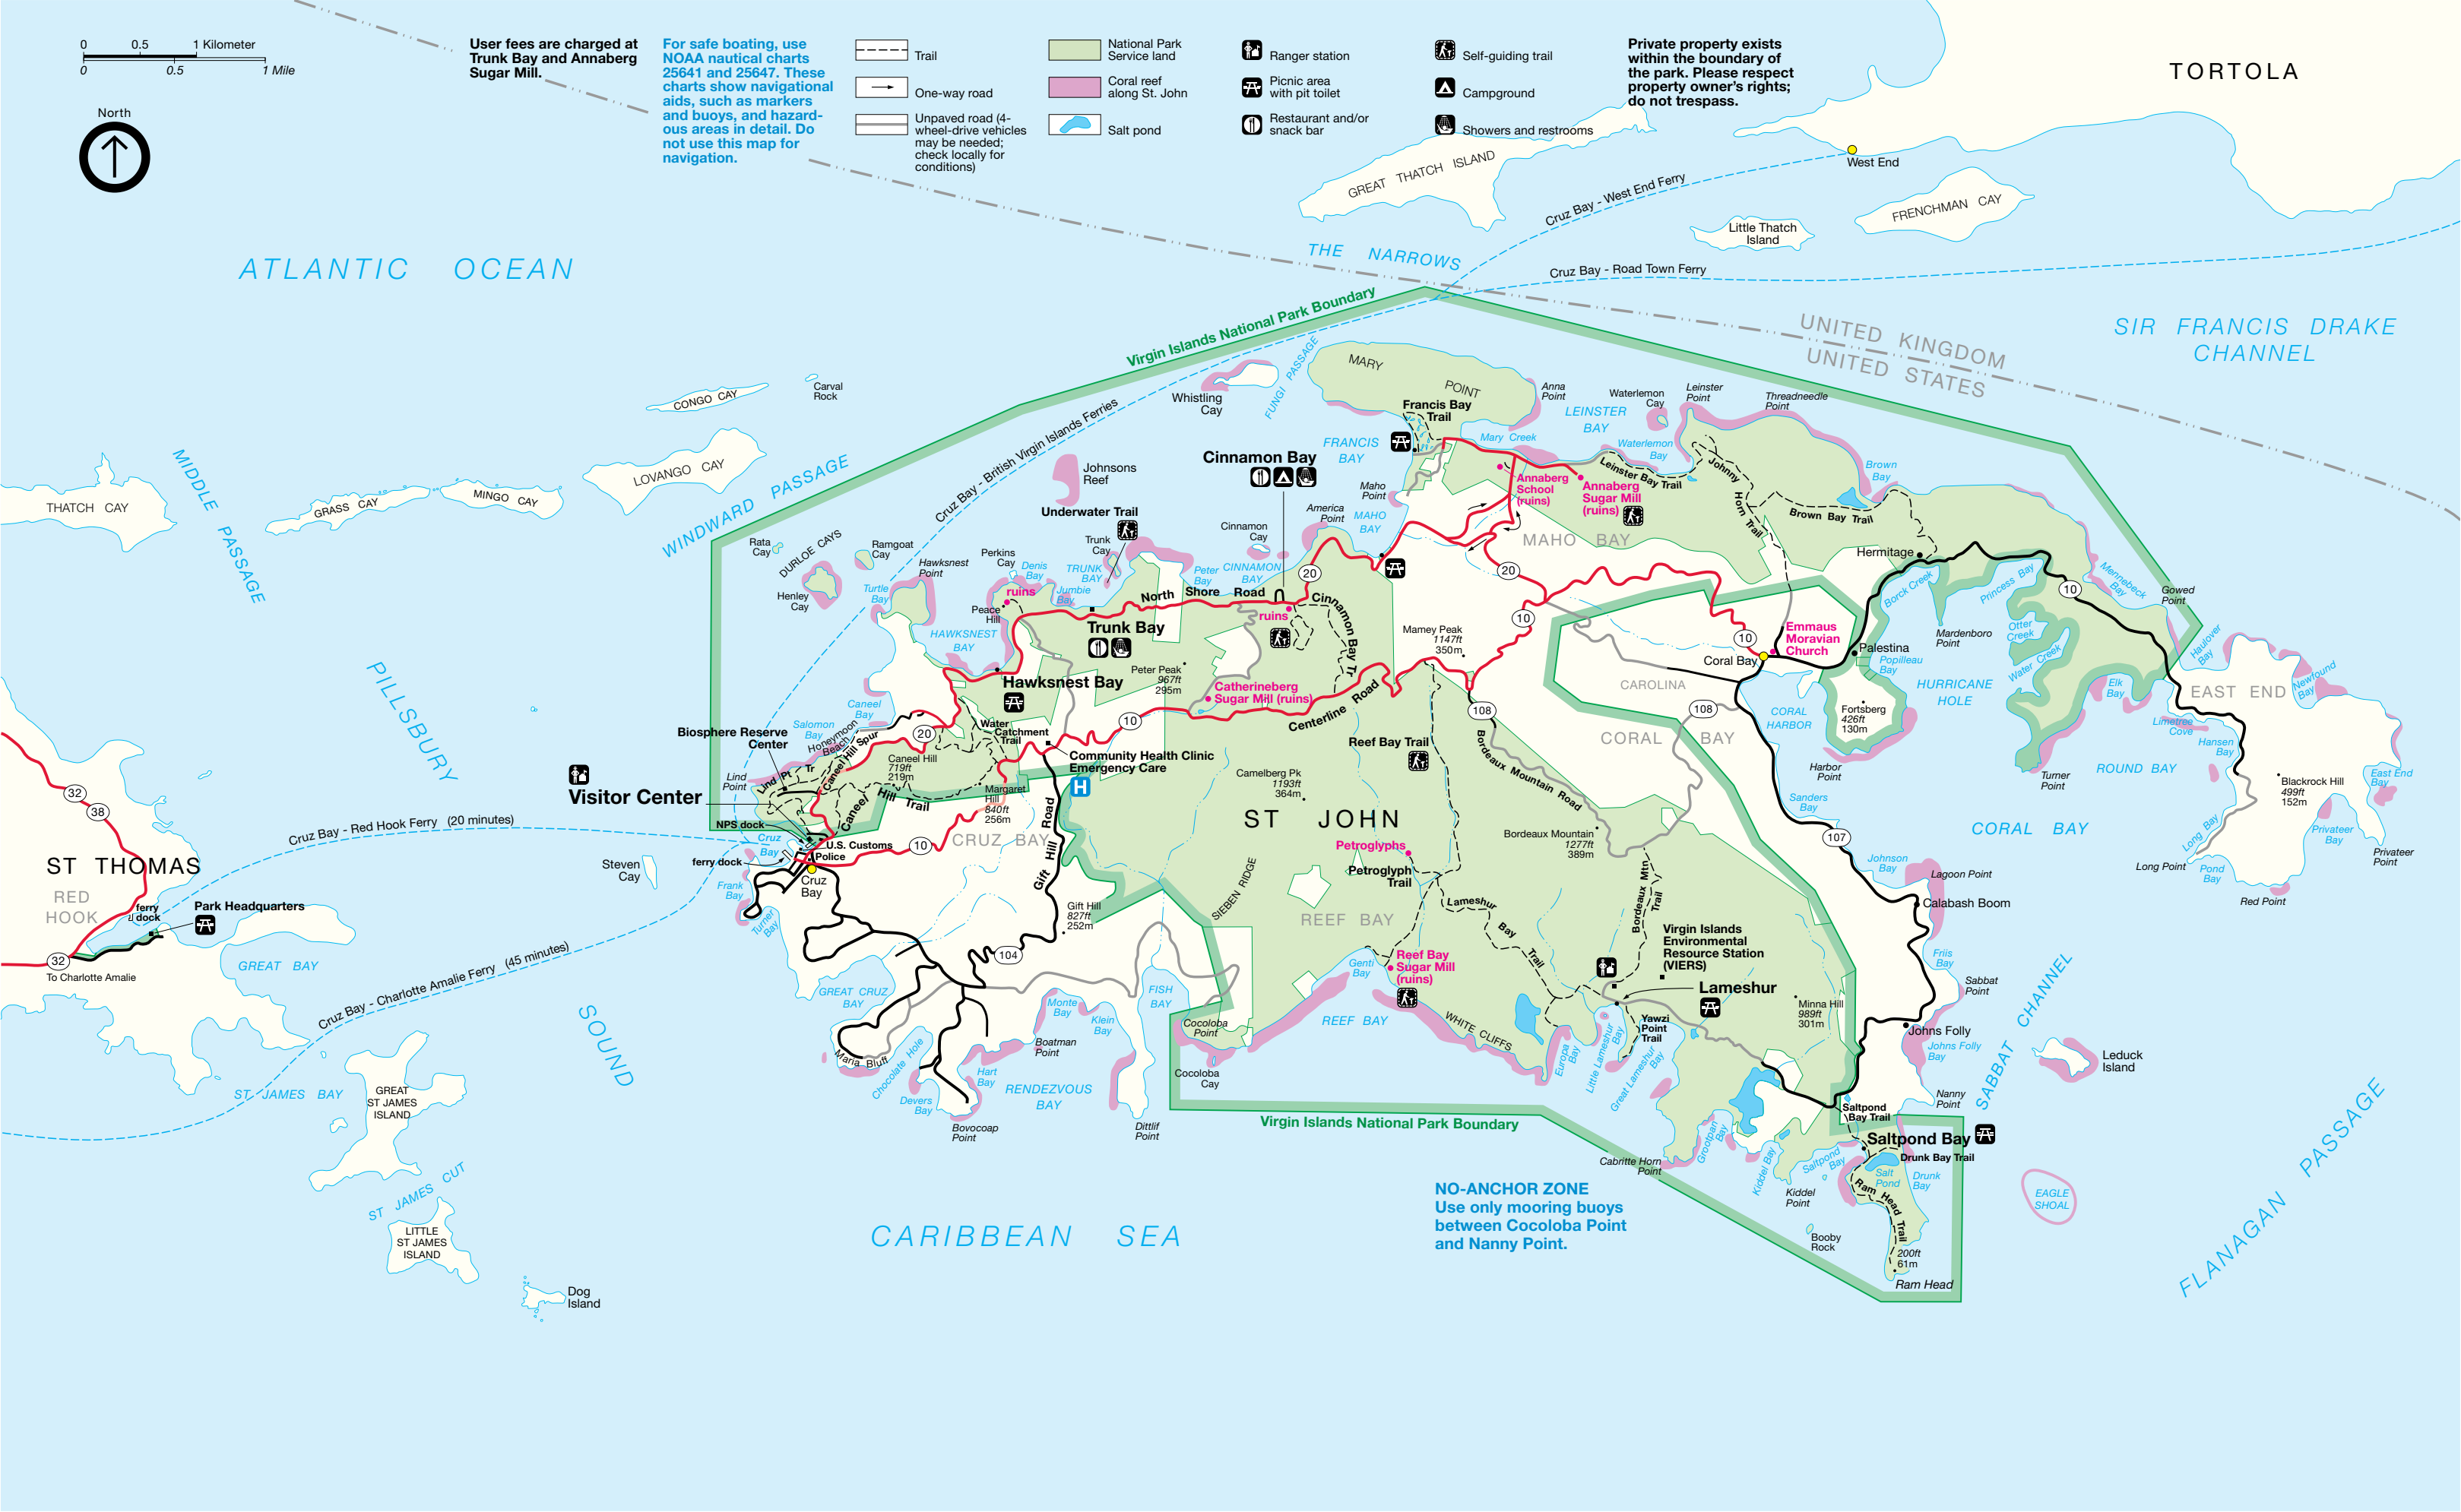 0 0.5 1 Kilometer
0 0.5 1 Mile
North
User fees are charged at
Trunk Bay and Annaberg
Sugar Mill.
For safe boating, use
NOAA nautical charts
25641 and 25647. These
charts show navigational
aids, such as markers
and buoys, and hazard-
ous areas in detail. Do
not use this map for
navigation.
Trail
One-way road
Unpaved road (4-
wheel-drive vehicles
may be needed;
check locally for
conditions)
National Park
Service land
Coral reef
along St. John
Salt pond
Ranger station
Picnic area
with pit toilet
Restaurant and/or
snack bar
Self-guiding trail
Campground
Showers and restrooms
Private property exists
within the boundary of
the park. Please respect
property owner's rights;
do not trespass.
TORTOLA
West End
GREAT THATCH ISLAND
Cruz Bay - West End Ferry
FRENCHMAN CAY
Little Thatch
Island
THE NARROWS
Cruz Bay - Road Town Ferry
ATLANTIC OCEAN
Virgin Islands National Park Boundary
UNITED KINGDOM
UNITED STATES
SIR FRANCIS DRAKE
CHANNEL
CONGO CAY
Carval
Rock
LOVANGO CAY
MINGO CAY
GRASS CAY
THATCH CAY
MIDDLE PASSAGE
WINDWARD PASSAGE
PILLSBURY
SOUND
Cruz Bay - British Virgin Islands Ferries
Whistling
Cay
FUNGI PASSAGE
MARY
POINT
Francis Bay
Trail
FRANCIS
BAY
Anna
Point
LEINSTER
BAY
Waterlemon
Cay
Leinster
Point
Threadneedle
Point
Mary Creek
Waterlemon
Bay
Leinster Bay Trail
Johnny
Horn
Trail
Brown
Bay
Brown Bay Trail
Johnsons
Reef
Cinnamon Bay
Underwater Trail
Maho
Point
MAHO
BAY
America
Point
Cinnamon
Cay
Trunk
Cay
TRUNK
BAY
Peter
Bay
CINNAMON
BAY
Annaberg
School
(ruins)
Annaberg
Sugar Mill
(ruins)
MAHO BAY
Hermitage
Rata
Cay
DURLOE CAYS
Henley
Cay
Ramgoat
Cay
Hawksnest
Point
Turtle
Bay
Perkins
Cay
Denis
Bay
Jumbie
Bay
ruins
Peace
Hill
HAWKSNEST
BAY
North Shore Road
20
20
ruins
Cinnamon Bay Tr
Trunk Bay
Hawksnest Bay
Peter Peak
967ft
295m
Catherineberg
Sugar Mill (ruins)
Centerline Road
Mamey Peak
1147ft
350m
10
10
10
10
Emmaus
Moravian
Church
Coral Bay
Palestina
Popilleau
Bay
Borck Creek
Princess Bay
Mardenboro
Point
Otter
Creek
Water Creek
Mennebeck
Bay
Gowed
Point
Haulover
Bay
Newfound
Bay
EAST END
HURRICANE
HOLE
Elk
Bay
Limetree
Cove
Hansen
Bay
ROUND BAY
Turner
Point
Blackrock Hill
499ft
152m
East End
Bay
Privateer
Bay
Privateer
Point
Long Bay
Long Point
Pond
Bay
Red Point
CAROLINA
CORAL
HARBOR
Fortsberg
426ft
130m
Harbor
Point
CORAL BAY
108
108
Bordeaux Mountain Road
Sanders
Bay
107
CORAL BAY
Johnson
Bay
Lagoon Point
Calabash Boom
Friis
Bay
Sabbat
Point
Johns Folly
Johns Folly
Bay
Nanny
Point
SABBAT CHANNEL
Leduck
Island
FLANAGAN PASSAGE
EAGLE
SHOAL
Caneel
Bay
Salomon
Bay
Honeymoon
Beach
Biosphere Reserve
Center
Lind
Point
Lind Pt Tr
Caneel Hill Spur
20
Caneel Hill
719ft
219m
Water
Catchment
Trail
Caneel Hill Trail
Margaret
Hill
840ft
256m
Community Health Clinic
Emergency Care
H
Visitor Center
NPS dock
Cruz
Bay
ferry dock
U.S. Customs
Police
Cruz
Bay
10
CRUZ BAY
Gift Hill Road
Gift Hill
827ft
252m
104
Frank
Bay
Turner
Bay
Steven
Cay
Cruz Bay - Red Hook Ferry (20 minutes)
Cruz Bay - Charlotte Amalie Ferry (45 minutes)
32
38
ST THOMAS
RED
HOOK
ferry
dock
Park Headquarters
32
To Charlotte Amalie
GREAT BAY
ST JAMES BAY
GREAT
ST JAMES
ISLAND
ST JAMES CUT
LITTLE
ST JAMES
ISLAND
Dog
Island
GREAT CRUZ
BAY
Maria Bluff
Chocolate Hole
Devers
Bay
Hart
Bay
Bovocoap
Point
Boatman
Point
Monte
Bay
Klein
Bay
RENDEZVOUS
BAY
FISH
BAY
Dittlif
Point
Cocoloba
Point
Cocoloba
Cay
ST JOHN
Camelberg Pk
1193ft
364m
Reef Bay Trail
Petroglyphs
Petroglyph
Trail
SIEBEN RIDGE
REEF BAY
Genti
Bay
Reef Bay
Sugar Mill
(ruins)
REEF BAY
WHITE CLIFFS
Lameshur
Bay
Trail
Bordeaux Mountain
1277ft
389m
Bordeaux Mtn
Trail
Virgin Islands
Environmental
Resource Station
(VIERS)
Lameshur
Yawzi
Point
Trail
Europa
Bay
Little Lameshur
Bay
Great Lameshur
Bay
Minna Hill
989ft
301m
Virgin Islands National Park Boundary
Cabritte Horn
Point
Grootpan
Bay
Kiddel Bay
Kiddel
Point
Saltpond
Bay
Saltpond
Bay Trail
Saltpond Bay
Drunk Bay Trail
Salt
Pond
Drunk
Bay
Ram Head Trail
200ft
61m
Ram Head
Booby
Rock
NO-ANCHOR ZONE
Use only mooring buoys
between Cocoloba Point
and Nanny Point.
CARIBBEAN SEA